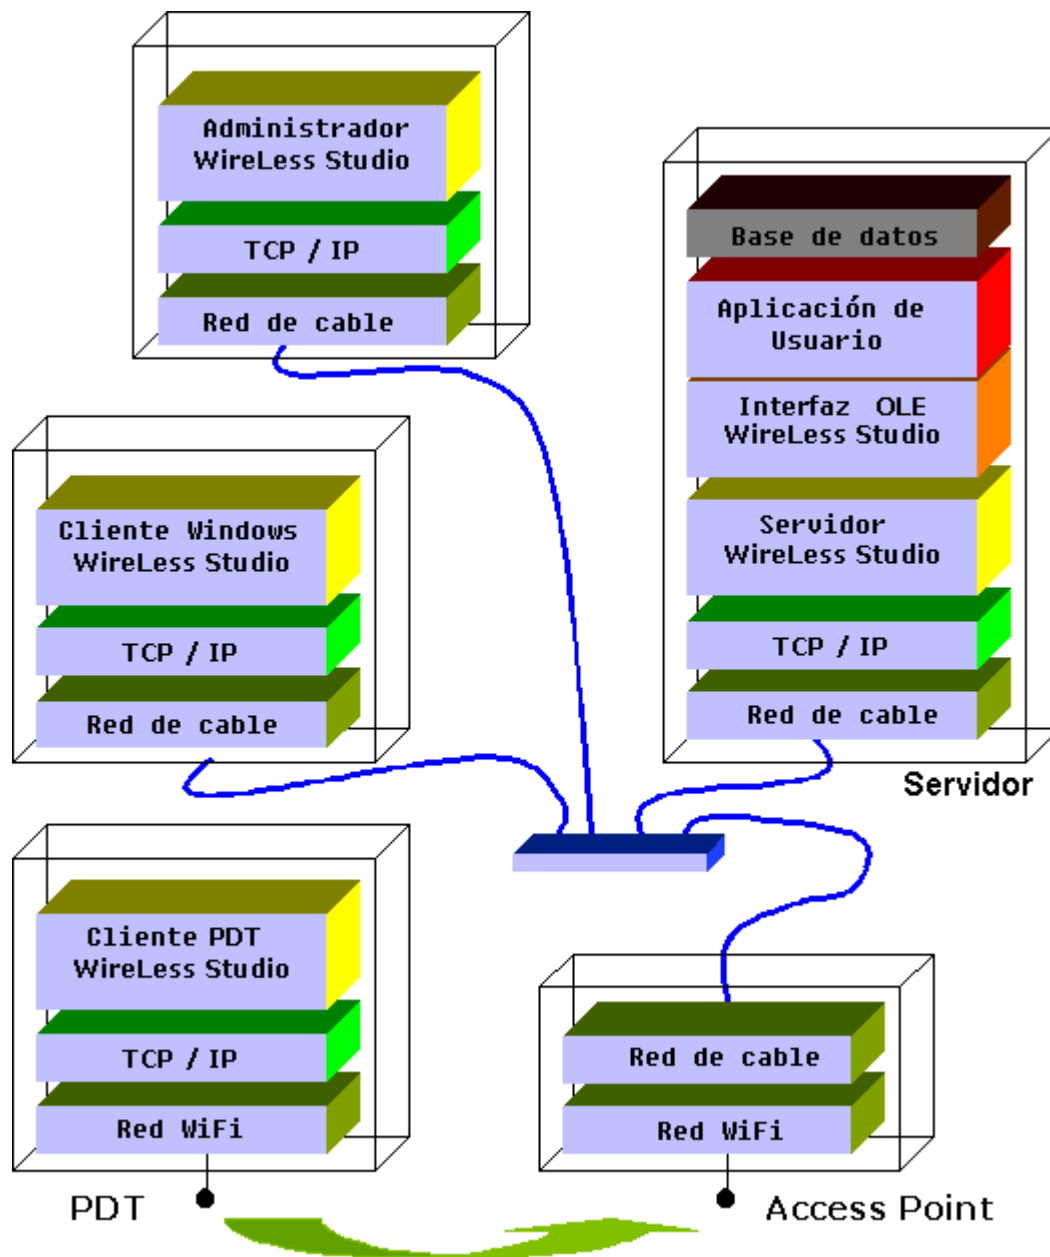 Administrador
WireLess Studio
TCP / IP
Red de cable
Base de datos
Aplicación de
Usuario
Interfaz OLE
WireLess Studio
Servidor
WireLess Studio
TCP / IP
Red de cable
Servidor
Cliente Windows
WireLess Studio
TCP / IP
Red de cable
Cliente PDT
WireLess Studio
TCP / IP
Red WiFi
PDT
Red de cable
Red WiFi
Access Point